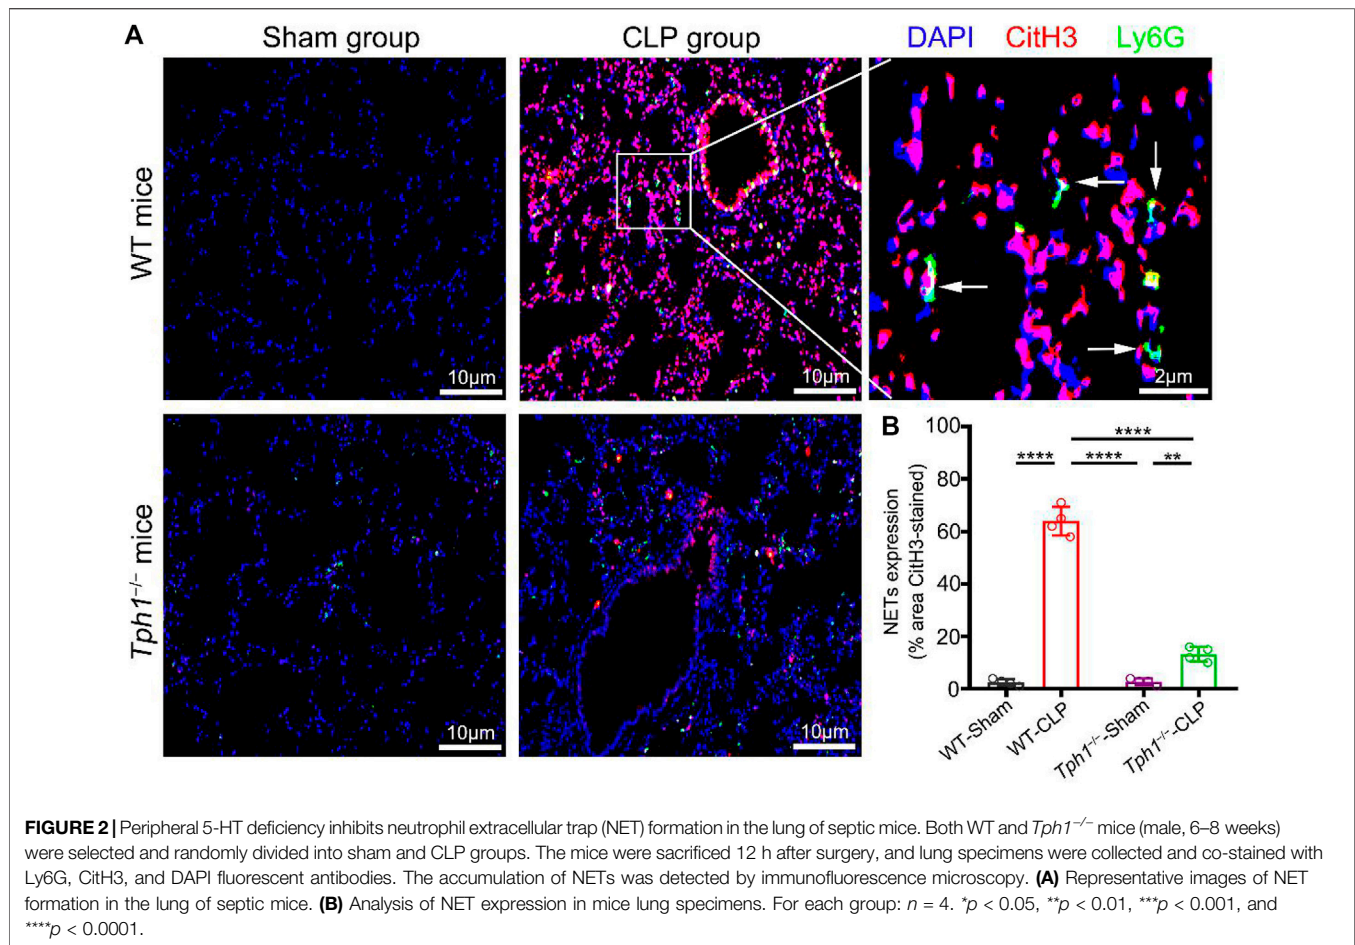 A
Sham group
CLP group
DAPI CitH3 Ly6G
WT mice
10μm
10μm
2μm
Tph1−/− mice
10μm
10μm
B
NETs expression
(% area CitH3-stained)
100
80
60
40
20
0
****
****
****
**
WT-Sham
WT-CLP
Tph1−/−-Sham
Tph1−/−-CLP
FIGURE 2 | Peripheral 5-HT deficiency inhibits neutrophil extracellular trap (NET) formation in the lung of septic mice. Both WT and Tph1−/− mice (male, 6–8 weeks)
were selected and randomly divided into sham and CLP groups. The mice were sacrificed 12 h after surgery, and lung specimens were collected and co-stained with
Ly6G, CitH3, and DAPI fluorescent antibodies. The accumulation of NETs was detected by immunofluorescence microscopy. (A) Representative images of NET
formation in the lung of septic mice. (B) Analysis of NET expression in mice lung specimens. For each group: n = 4. *p < 0.05, **p < 0.01, ***p < 0.001, and
****p < 0.0001.